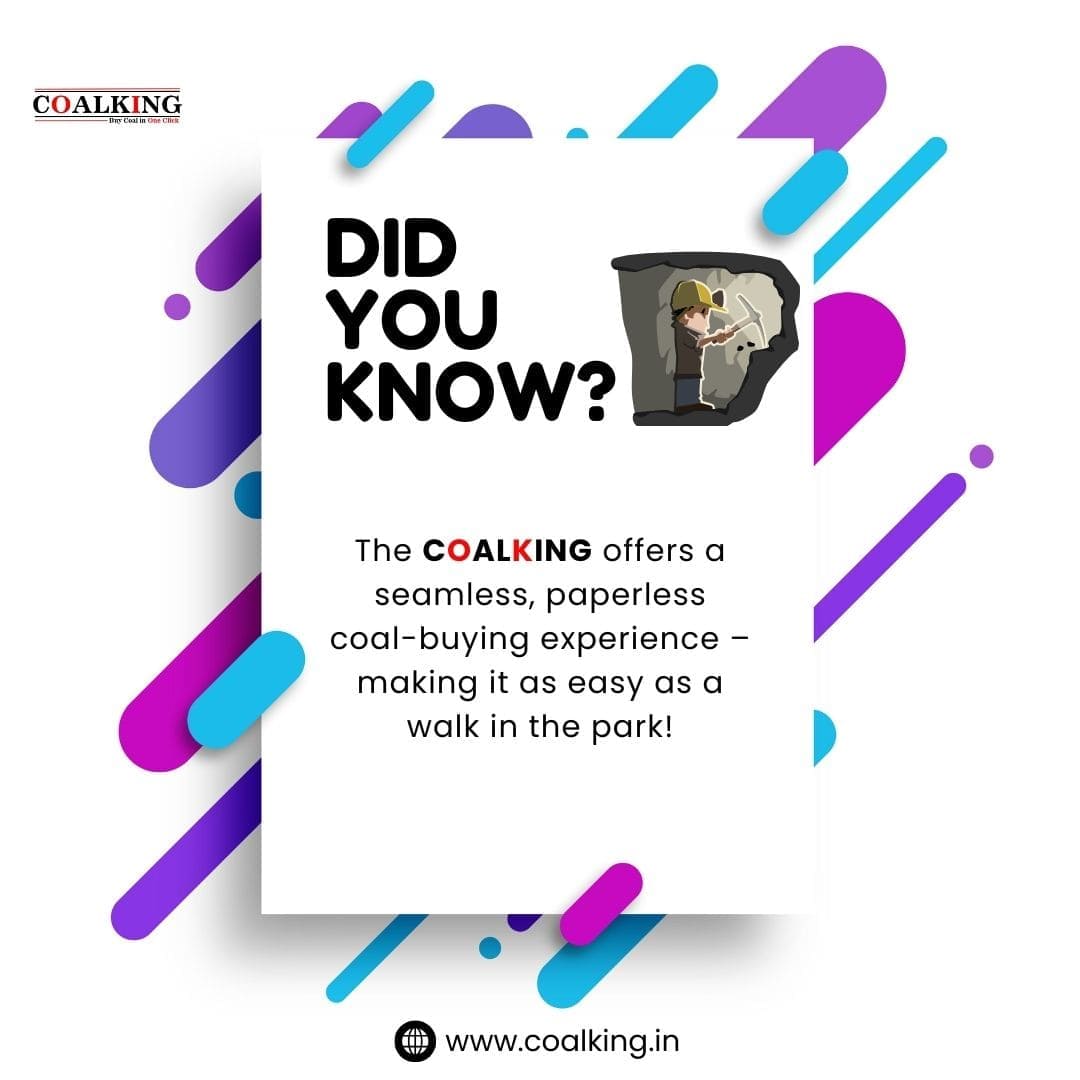 COALKING
Buy Coal in One Click
DID
YOU
KNOW?
The COALKING offers a
seamless, paperless
coal-buying experience –
making it as easy as a
walk in the park!
www.coalking.in